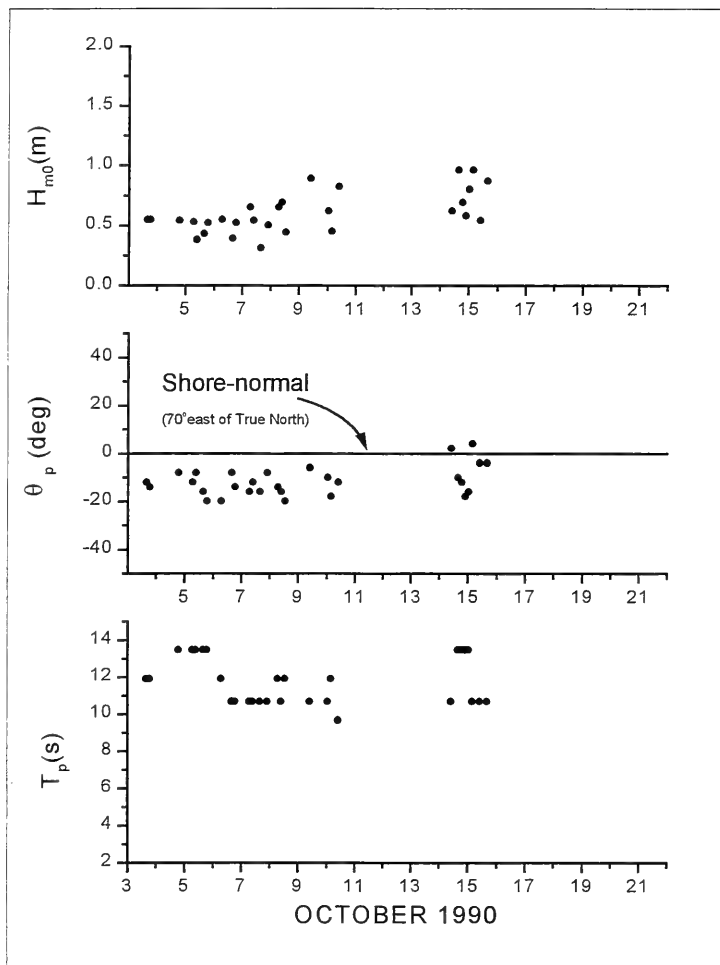 2.0
1.5
1.0
0.5
0.0
H_m0(m)
5 7 9 11 13 15 17 19 21
40
20
0
-20
-40
θ_p (deg)
Shore-normal
(70°east of True North)
5 7 9 11 13 15 17 19 21
14
12
10
8
6
4
2
T_p(s)
3 5 7 9 11 13 15 17 19 21
OCTOBER 1990